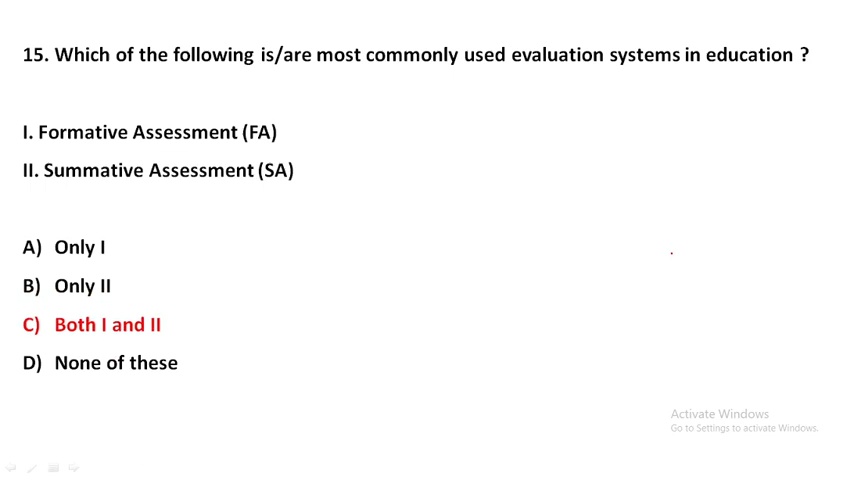 15. Which of the following is/are most commonly used evaluation systems in education ?
I. Formative Assessment (FA)
II. Summative Assessment (SA)
A) Only I
B) Only II
C) Both I and II
D) None of these
Activate Windows
Go to Settings to activate Windows.